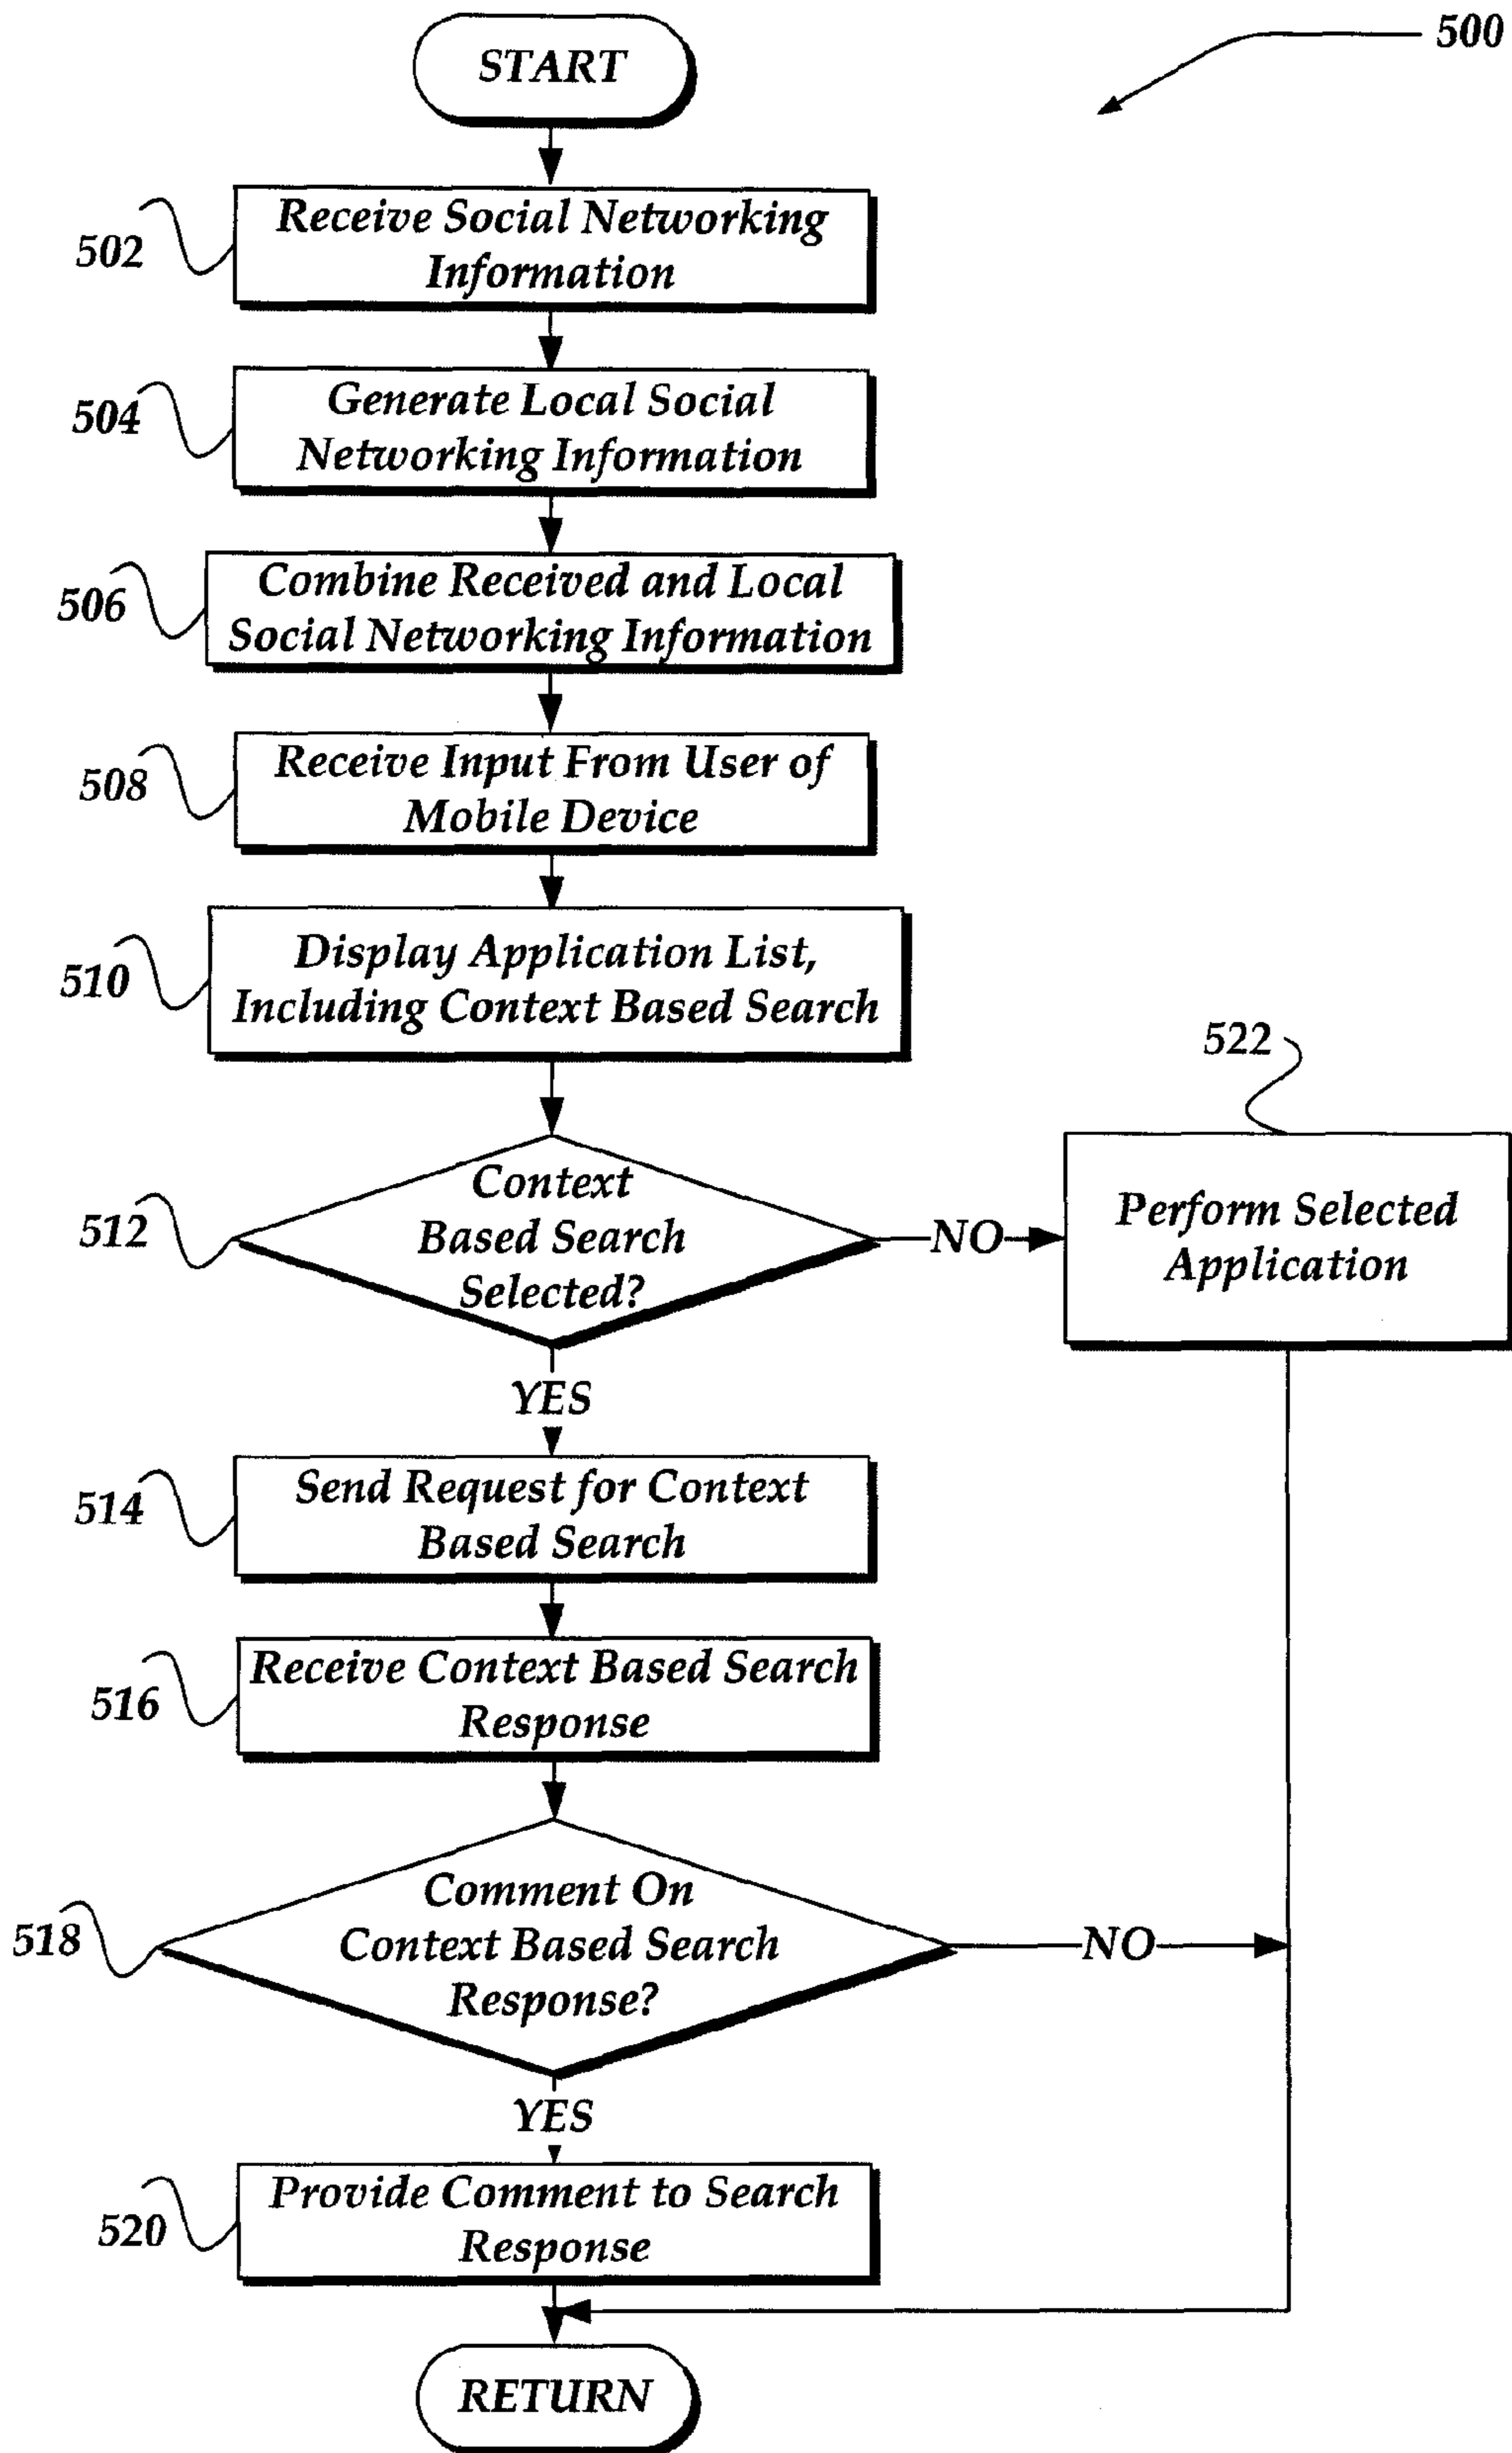 START
500
502
Receive Social Networking
Information
504
Generate Local Social
Networking Information
506
Combine Received and Local
Social Networking Information
508
Receive Input From User of
Mobile Device
510
Display Application List,
Including Context Based Search
512
Context
Based Search
Selected?
NO
522
Perform Selected
Application
YES
514
Send Request for Context
Based Search
516
Receive Context Based Search
Response
518
Comment On
Context Based Search
Response?
NO
YES
520
Provide Comment to Search
Response
RETURN